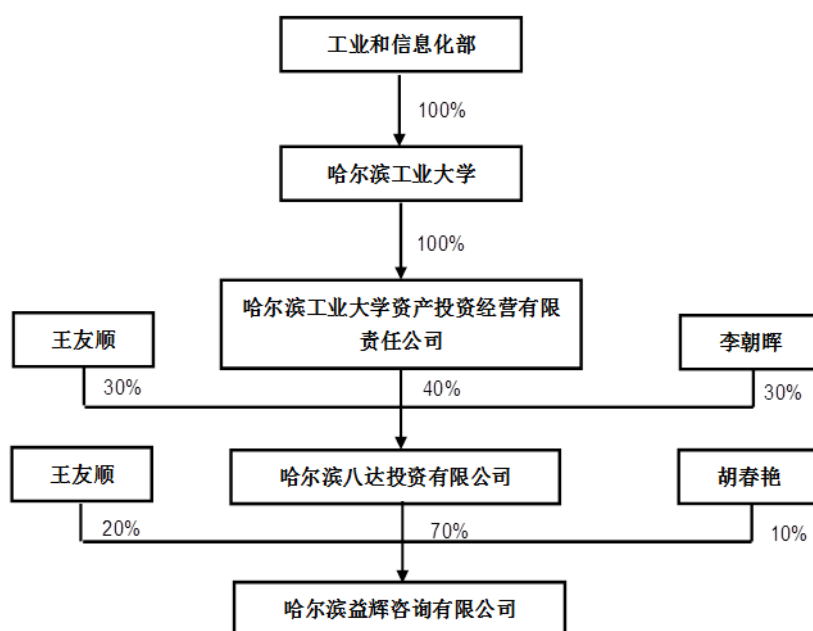 工业和信息化部
100%
哈尔滨工业大学
100%
哈尔滨工业大学资产投资经营有限
责任公司
王友顺
李朝晖
30%
40%
30%
王友顺
哈尔滨八达投资有限公司
胡春艳
20%
70%
10%
哈尔滨益辉咨询有限公司